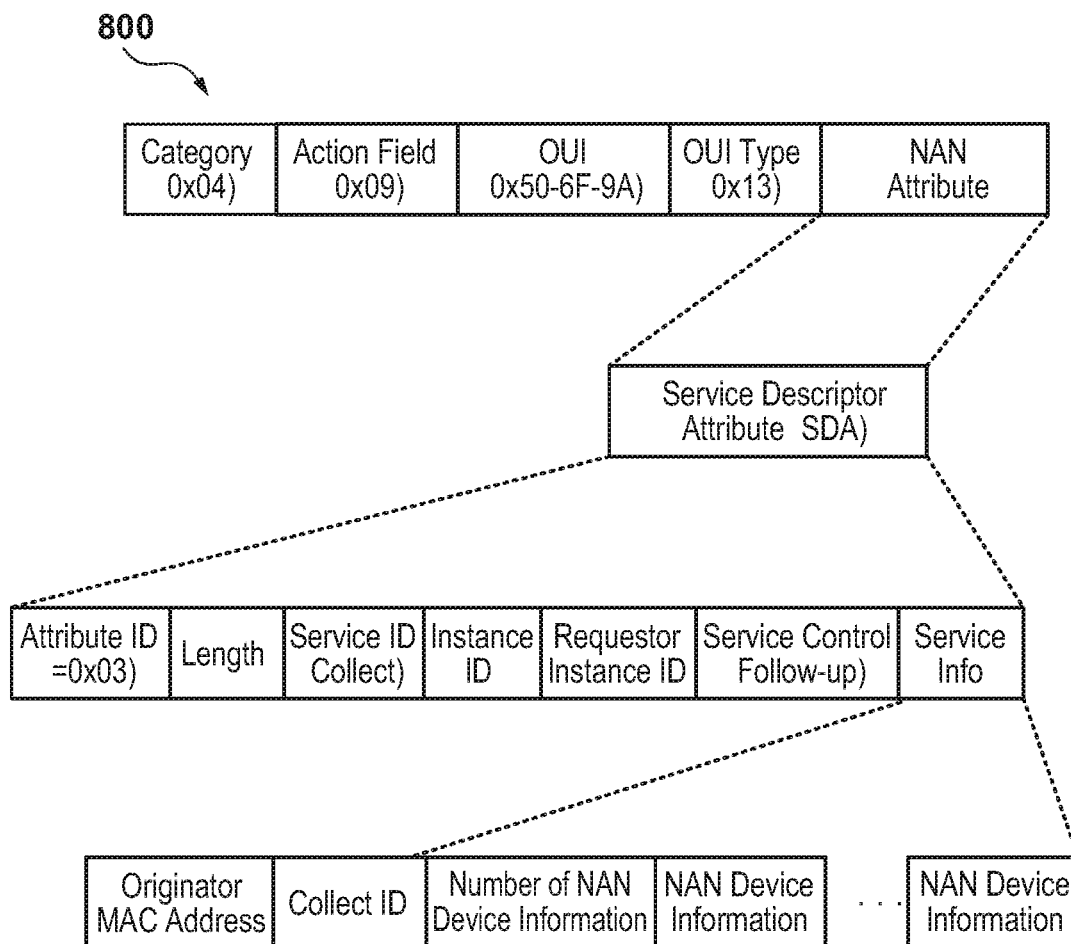 800
Category
0x04)
Action Field
0x09)
OUI
0x50-6F-9A)
OUI Type
0x13)
NAN
Attribute
Service Descriptor
Attribute SDA)
Attribute ID
=0x03)
Length
Service ID
Collect)
Instance
ID
Requestor
Instance ID
Service Control
Follow-up)
Service
Info
Originator
MAC Address
Collect ID
Number of NAN
Device Information
NAN Device
Information
. . .
NAN Device
Information